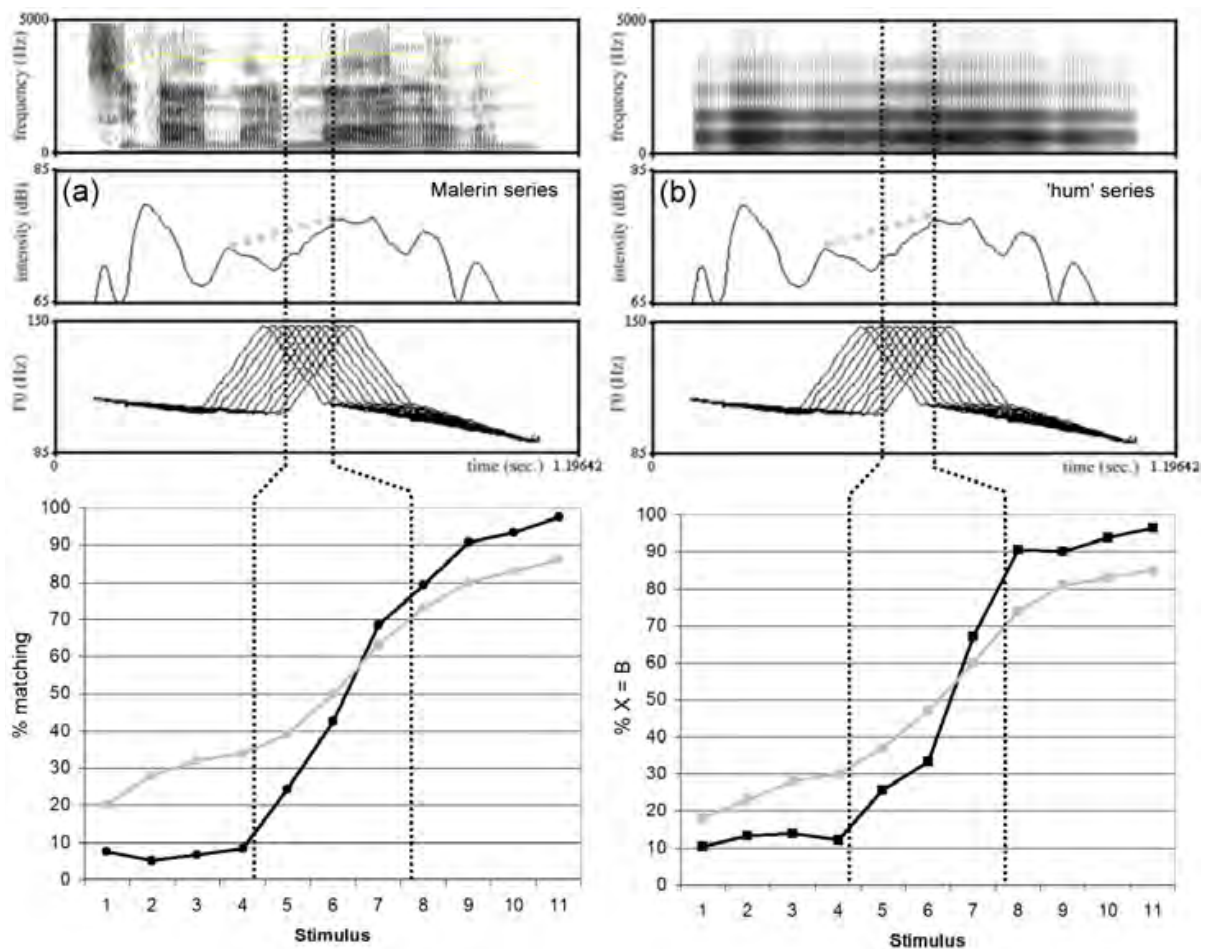 5000
frequency (Hz)
0
85
(a)
Malerin series
intensity (dB)
65
150
F0 (Hz)
85
0
time (sec.) 1.19642
100
90
80
70
60
50
40
30
20
10
0
% matching
1 2 3 4 5 6 7 8 9 10 11
Stimulus
5000
frequency (Hz)
0
85
(b)
'hum' series
intensity (dB)
65
150
F0 (Hz)
85
0
time (sec.) 1.19642
100
90
80
70
60
50
40
30
20
10
0
% X = B
1 2 3 4 5 6 7 8 9 10 11
Stimulus